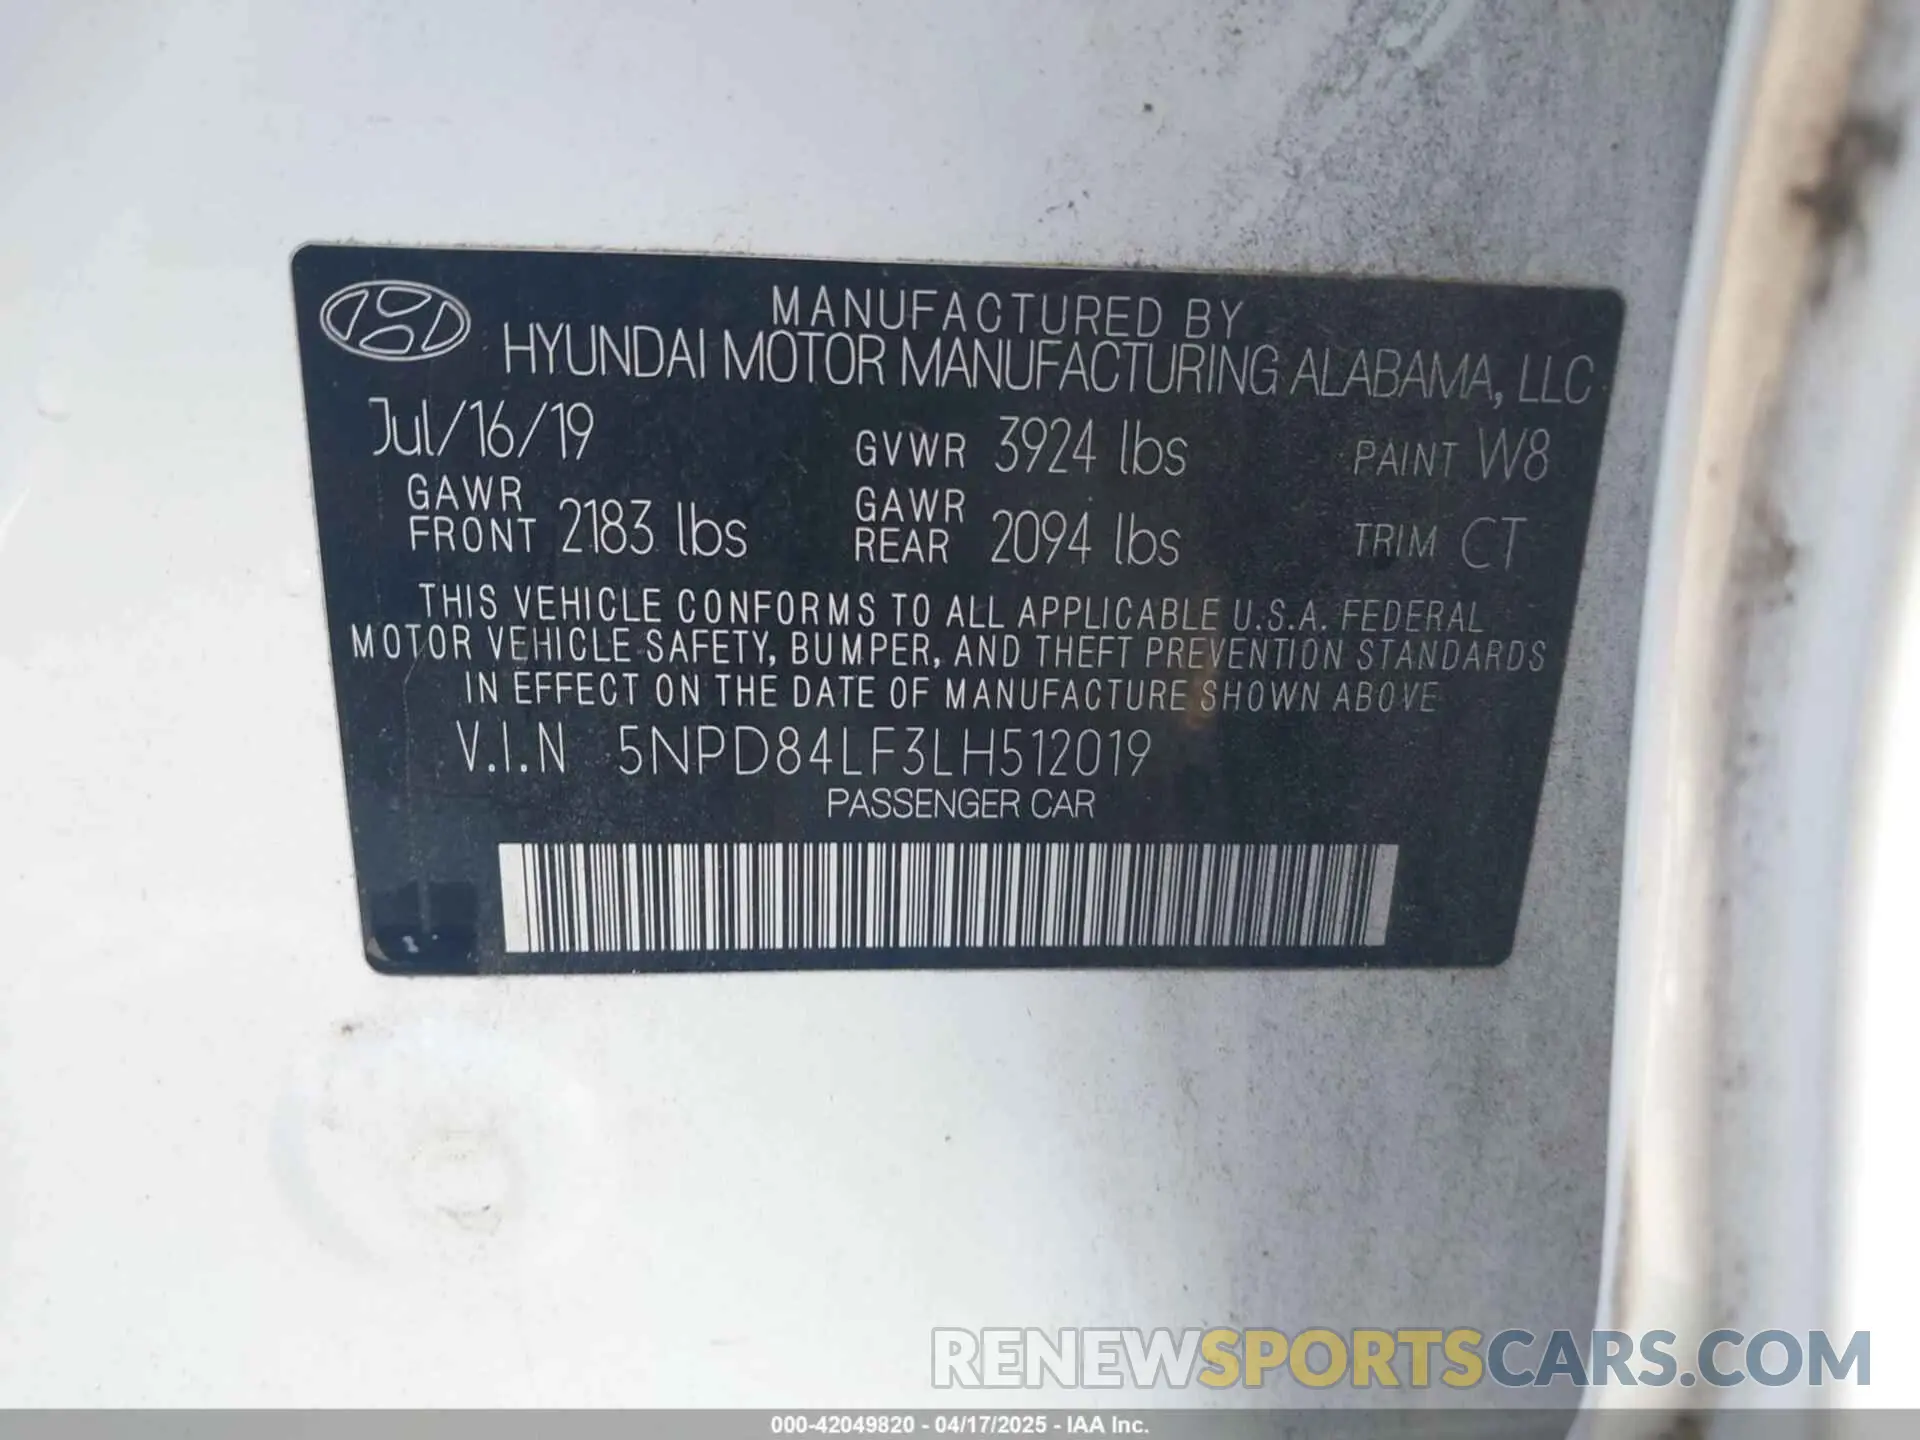 MANUFACTURED BY
HYUNDAI MOTOR MANUFACTURING ALABAMA, LLC
Jul/16/19 GVWR 3924 lbs PAINT W8
GAWR FRONT 2183 lbs GAWR REAR 2094 lbs TRIM CT
THIS VEHICLE CONFORMS TO ALL APPLICABLE U.S.A. FEDERAL
MOTOR VEHICLE SAFETY, BUMPER, AND THEFT PREVENTION STANDARDS
IN EFFECT ON THE DATE OF MANUFACTURE SHOWN ABOVE
V.I.N 5NPD84LF3LH512019
PASSENGER CAR
RENEWSPORTSCARS.COM
000-42049820 - 04/17/2025 - IAA Inc.